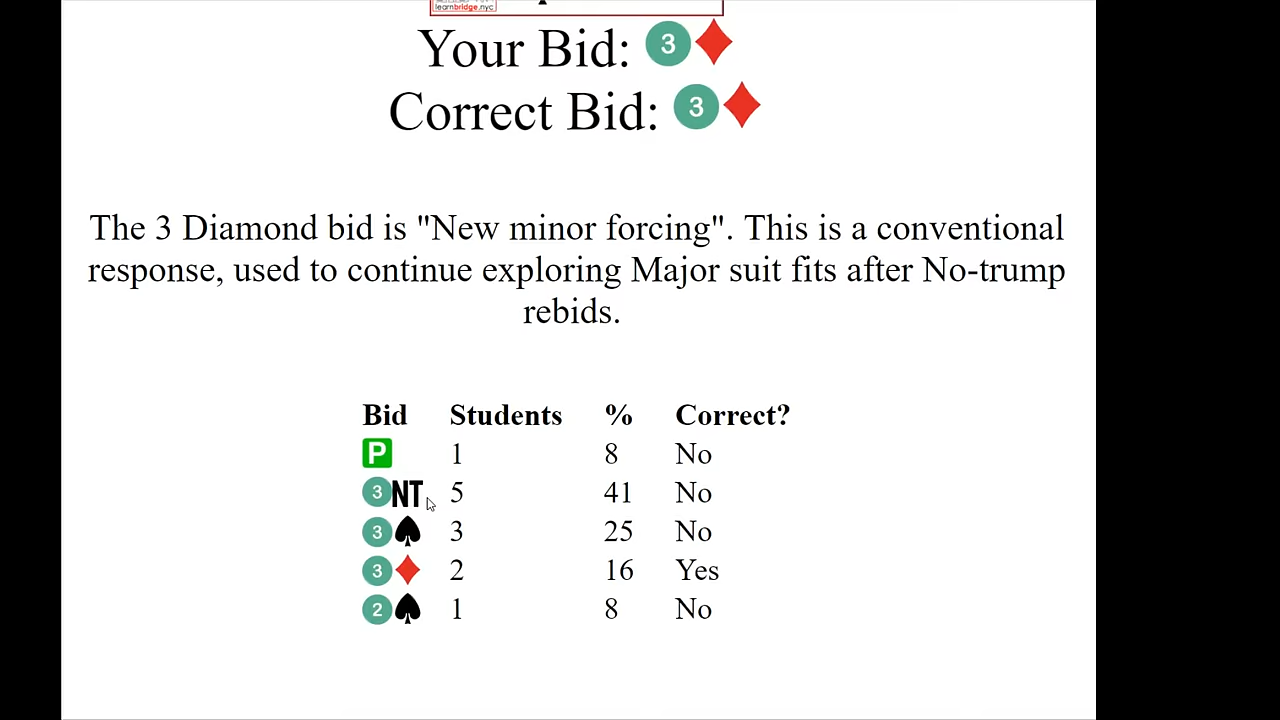 learnbridge.nyc
Your Bid: 3♦
Correct Bid: 3♦
The 3 Diamond bid is "New minor forcing". This is a conventional
response, used to continue exploring Major suit fits after No-trump
rebids.
Bid Students % Correct?
P 1 8 No
3NT 5 41 No
3♠ 3 25 No
3♦ 2 16 Yes
2♠ 1 8 No